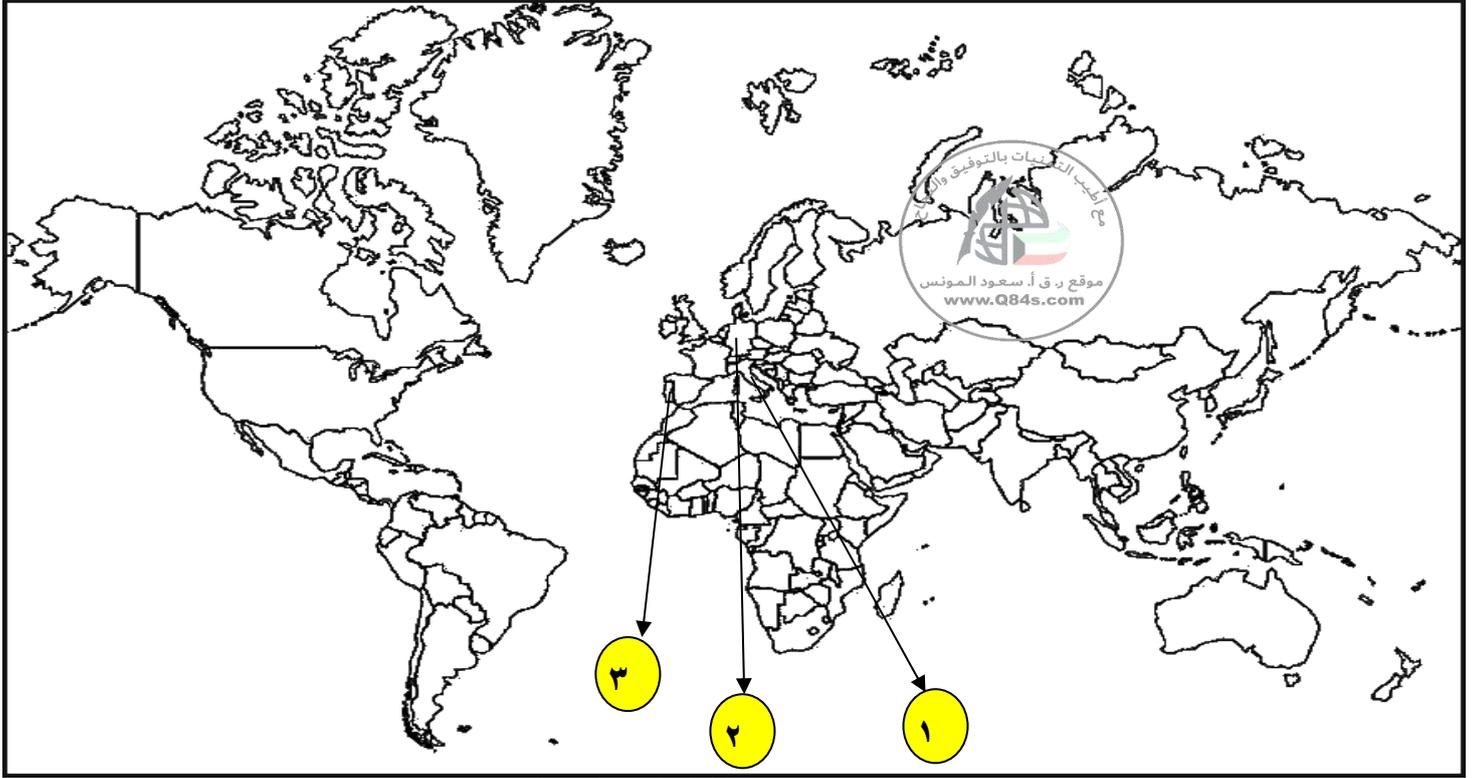 مع أطيب التمنيات بالتوفيق والنجاح
موقع ر. ق أ. سعود المونس
www.Q84s.com
٣
٢
١